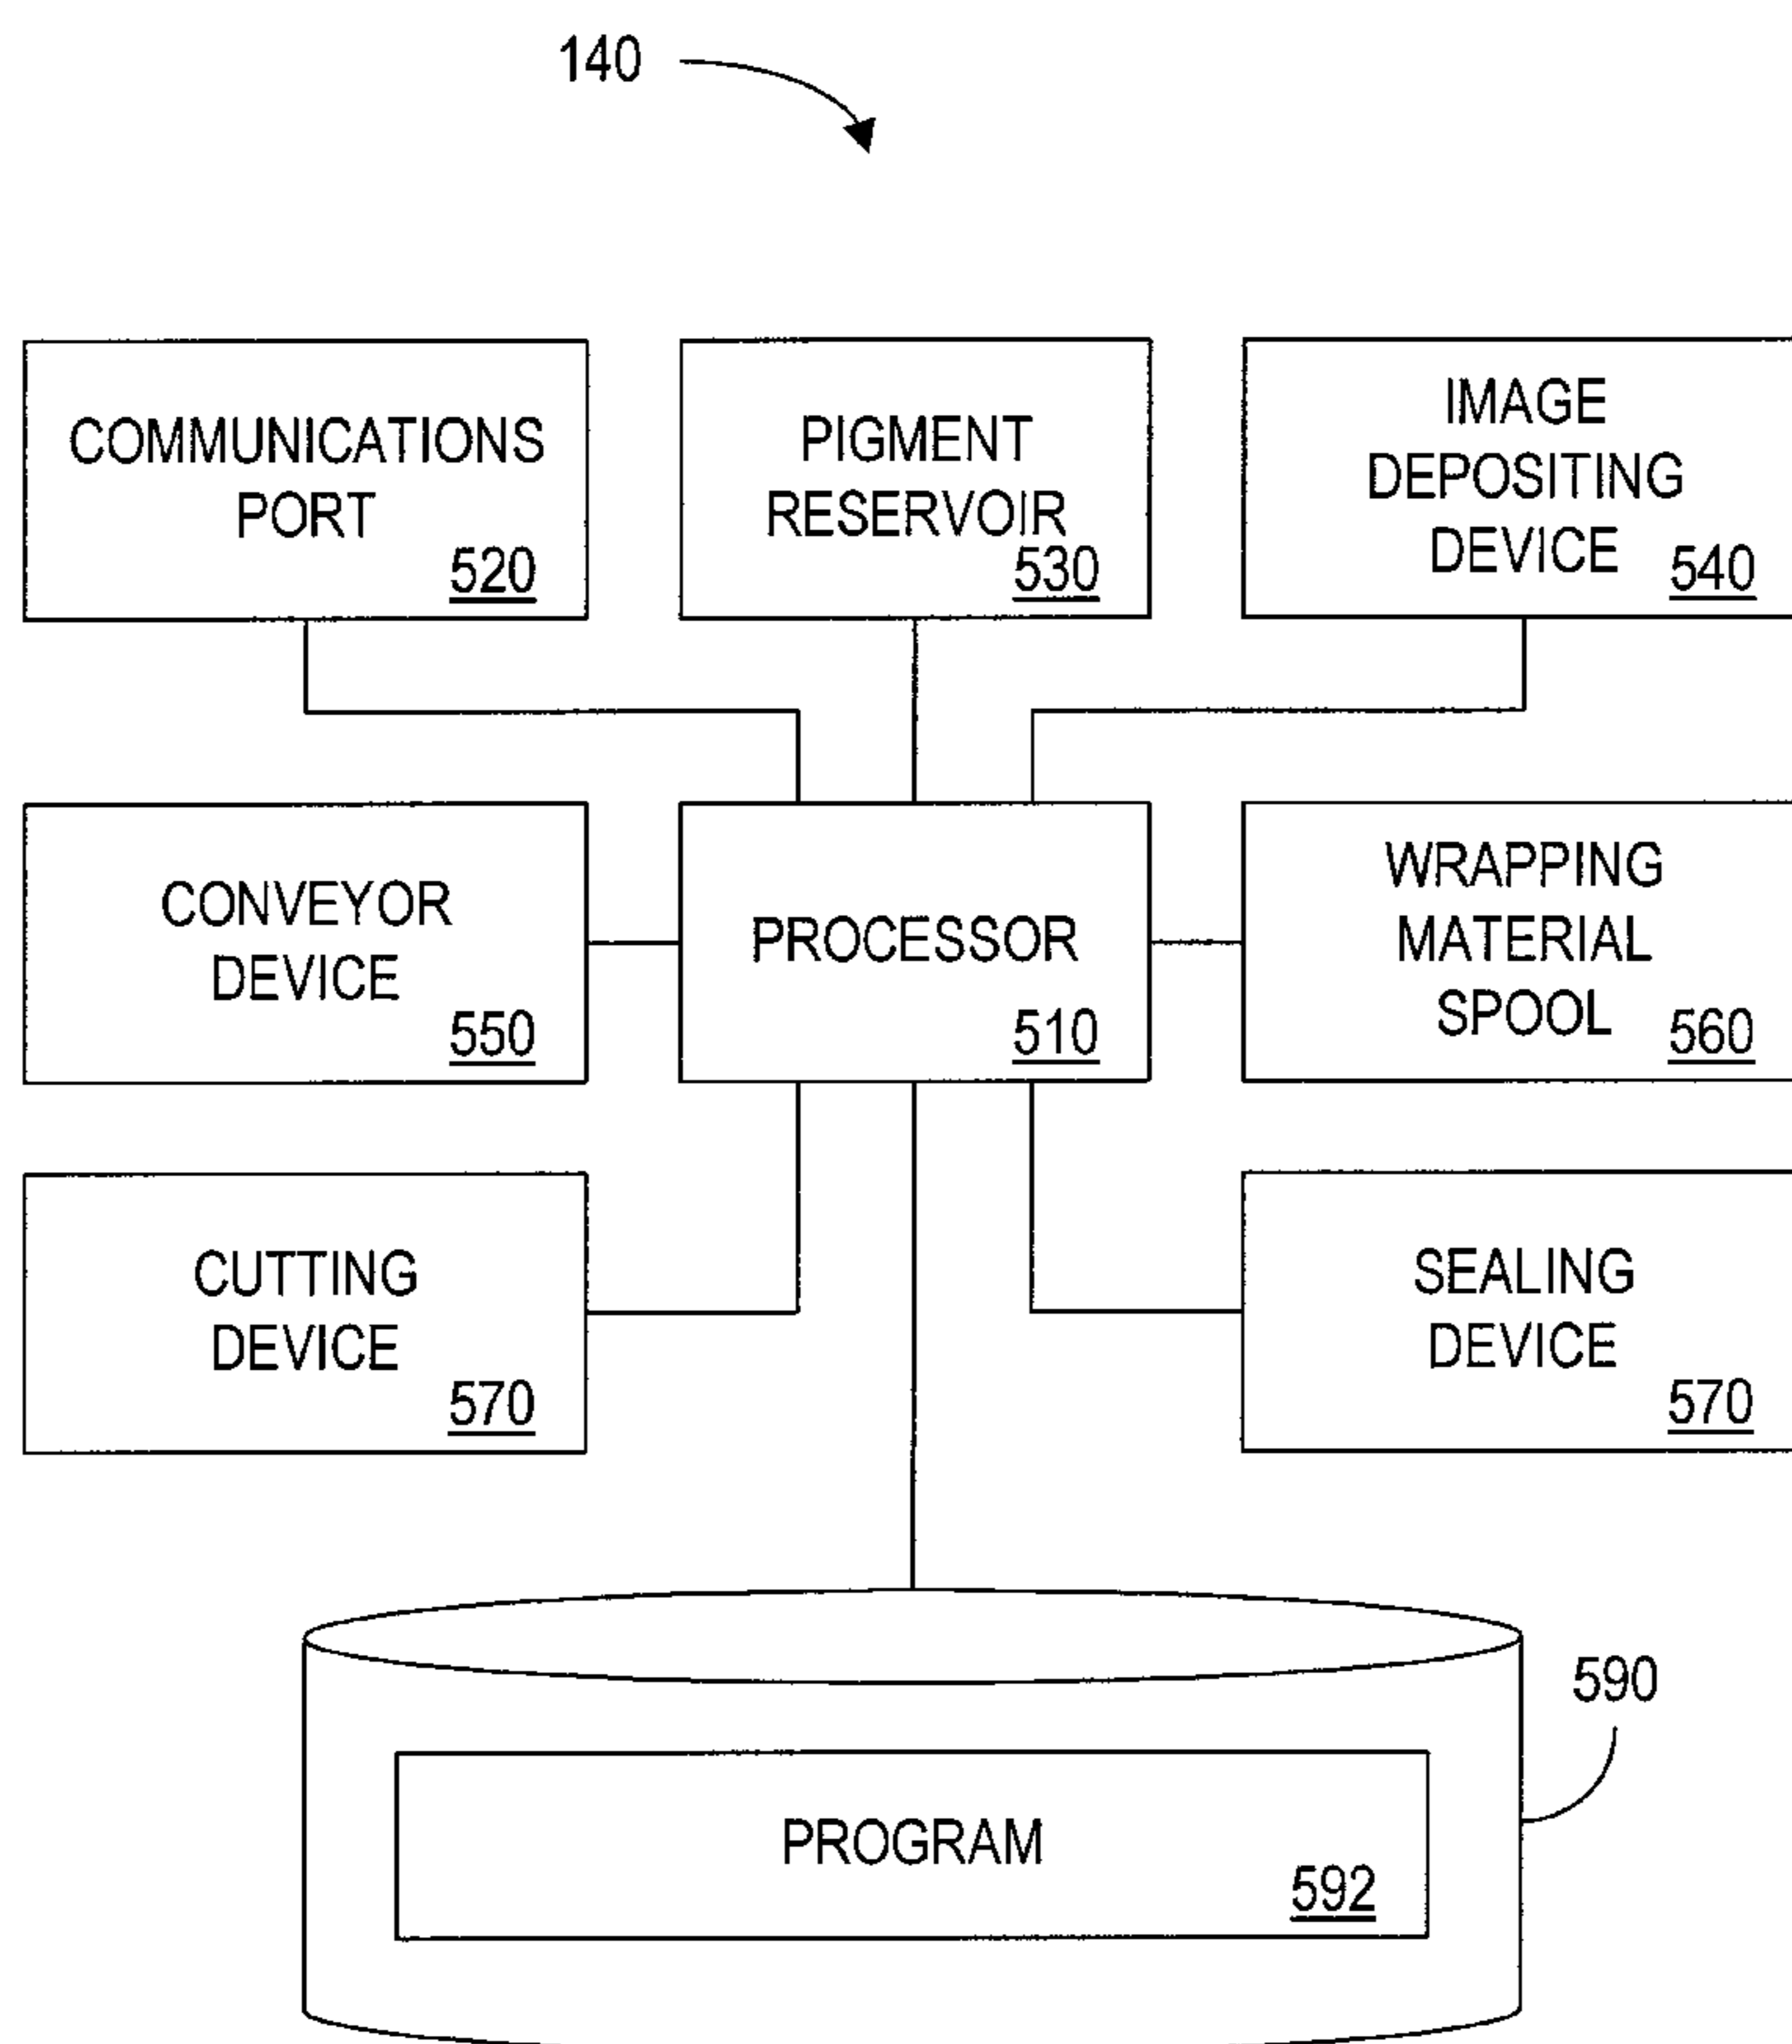 140
COMMUNICATIONS
PORT
520
PIGMENT
RESERVOIR
530
IMAGE
DEPOSITING
DEVICE
540
CONVEYOR
DEVICE
550
PROCESSOR
510
WRAPPING
MATERIAL
SPOOL
560
CUTTING
DEVICE
570
SEALING
DEVICE
570
590
PROGRAM
592